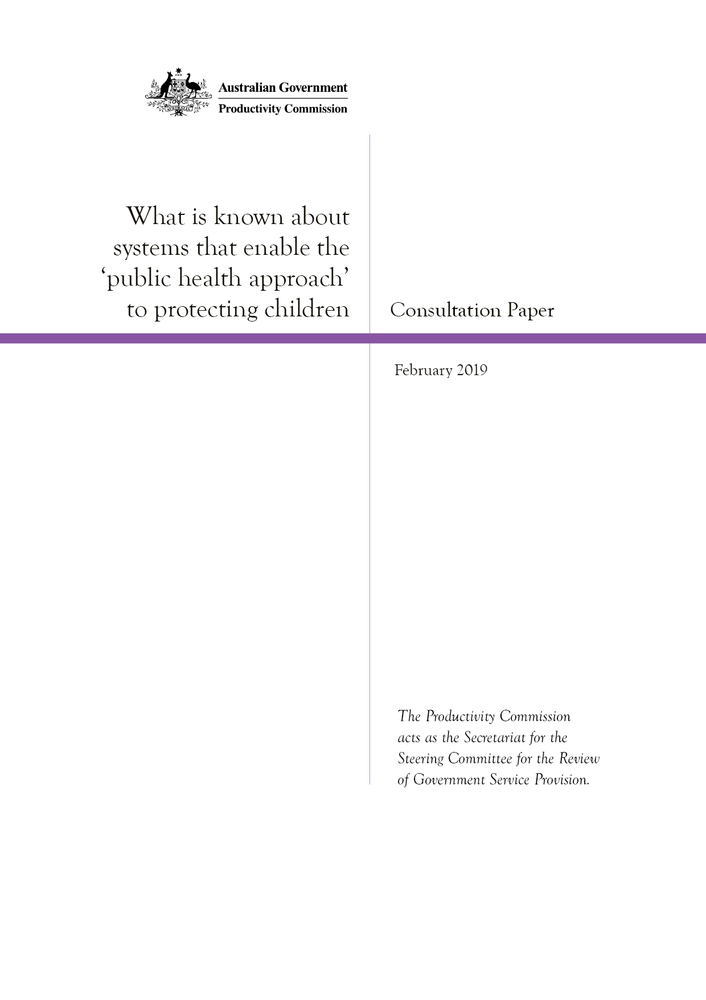 Australian Government
Productivity Commission
What is known about
systems that enable the
‘public health approach’
to protecting children
Consultation Paper
February 2019
The Productivity Commission
acts as the Secretariat for the
Steering Committee for the Review
of Government Service Provision.